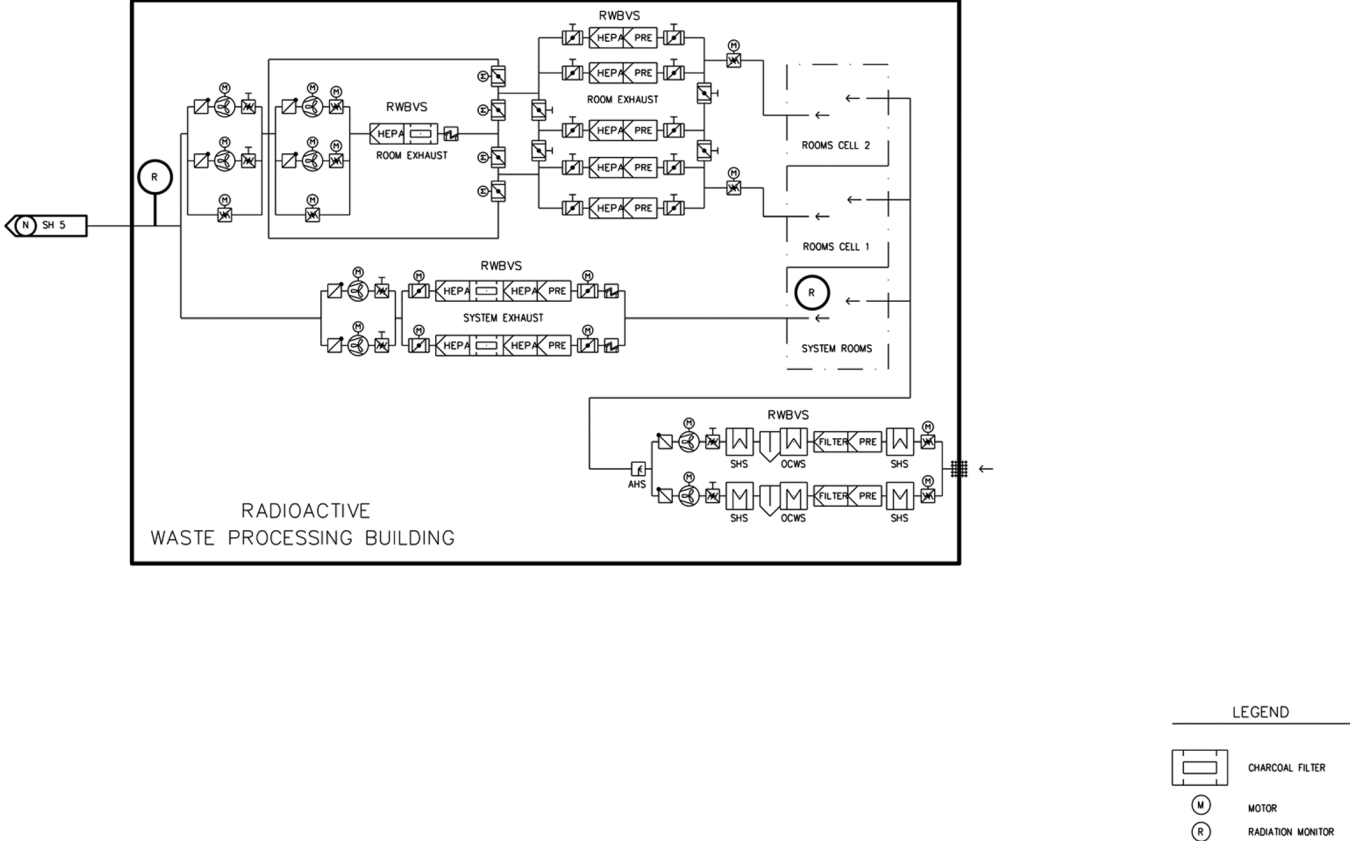 RWBVS
HEPA PRE
HEPA PRE
ROOM EXHAUST
HEPA PRE
HEPA PRE
HEPA PRE
M
M
M
M
M
M
M
M
M
M
M
M
M
M
RWBVS
HEPA
ROOM EXHAUST
ROOMS CELL 2
ROOMS CELL 1
R
N SH 5
RWBVS
M M M
HEPA HEPA PRE
SYSTEM EXHAUST
M M M
HEPA HEPA PRE
R
SYSTEM ROOMS
RWBVS
M M
FILTER PRE
SHS OCWS SHS
AHS
M M
FILTER PRE
SHS OCWS SHS
RADIOACTIVE
WASTE PROCESSING BUILDING
LEGEND
CHARCOAL FILTER
M MOTOR
R RADIATION MONITOR